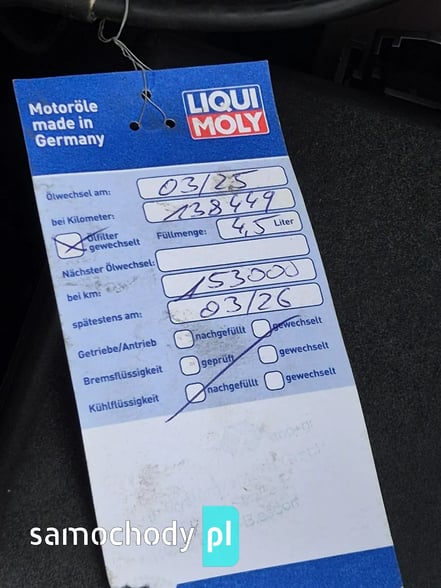 Motoröle
made in
Germany
LIQUI
MOLY
Ölwechsel am: 03/25
bei Kilometer: 138449
Ölfilter
gewechselt
Füllmenge: 4,5 Liter
Nächster Ölwechsel:
bei km: 153000
spätestens am: 03/26
Getriebe/Antrieb nachgefüllt gewechselt
Bremsflüssigkeit geprüft gewechselt
Kühlflüssigkeit nachgefüllt gewechselt
samochody pl